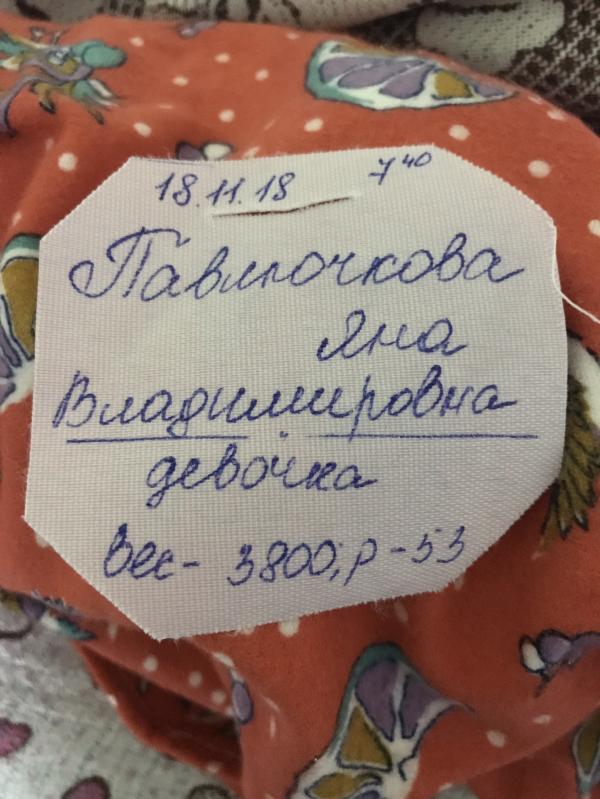 18.11.18 7⁴⁰
Павлючкова
Яна
Владимировна
девочка
Вес- 3800; р-53